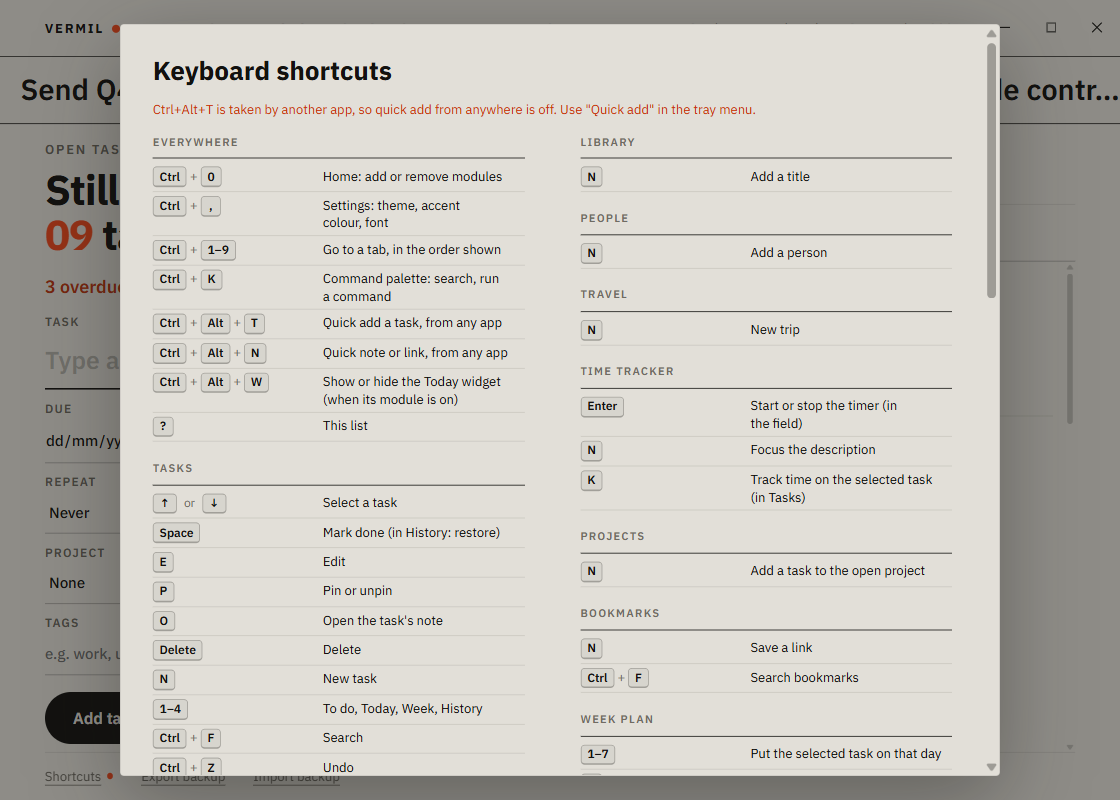 VERMIL
Send Q
le contr...
OPEN TAS
Still
09 ta
3 overdu
TASK
Type a
DUE
dd/mm/yy
REPEAT
Never
PROJECT
None
TAGS
e.g. work, u
Add ta
Shortcuts
Export backup
Import backup
Keyboard shortcuts
Ctrl+Alt+T is taken by another app, so quick add from anywhere is off. Use "Quick add" in the tray menu.
EVERYWHERE
Ctrl + 0 Home: add or remove modules
Ctrl + , Settings: theme, accent
colour, font
Ctrl + 1–9 Go to a tab, in the order shown
Ctrl + K Command palette: search, run
a command
Ctrl + Alt + T Quick add a task, from any app
Ctrl + Alt + N Quick note or link, from any app
Ctrl + Alt + W Show or hide the Today widget
(when its module is on)
? This list
TASKS
↑ or ↓ Select a task
Space Mark done (in History: restore)
E Edit
P Pin or unpin
O Open the task's note
Delete Delete
N New task
1–4 To do, Today, Week, History
Ctrl + F Search
Ctrl + Z Undo
LIBRARY
N Add a title
PEOPLE
N Add a person
TRAVEL
N New trip
TIME TRACKER
Enter Start or stop the timer (in
the field)
N Focus the description
K Track time on the selected task
(in Tasks)
PROJECTS
N Add a task to the open project
BOOKMARKS
N Save a link
Ctrl + F Search bookmarks
WEEK PLAN
1–7 Put the selected task on that day